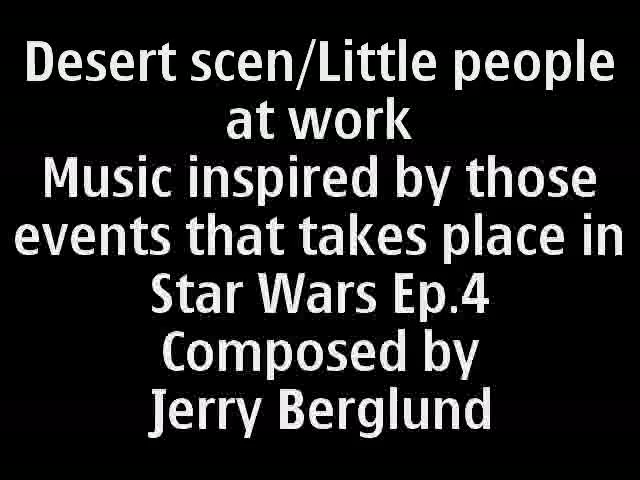 Desert scen/Little people
at work
Music inspired by those
events that takes place in
Star Wars Ep.4
Composed by
Jerry Berglund